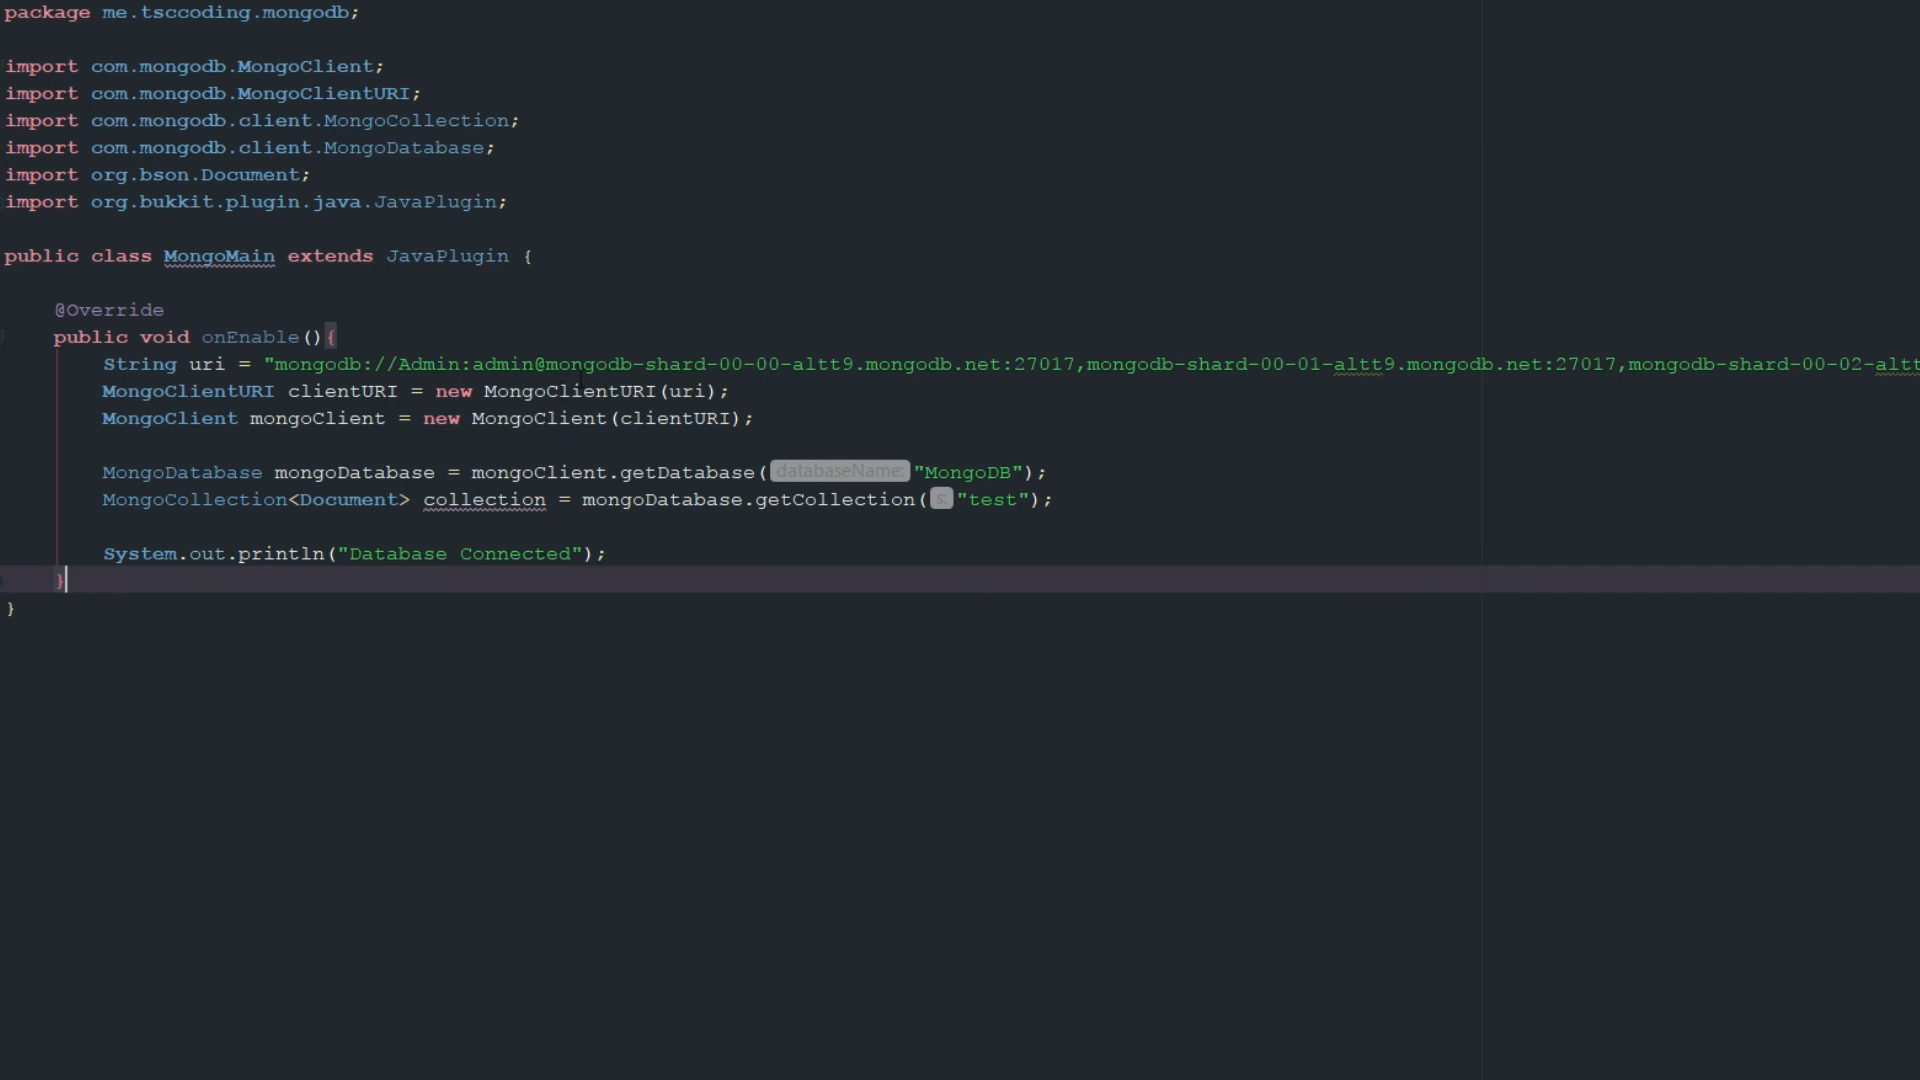 package me.tsccoding.mongodb;
import com.mongodb.MongoClient;
import com.mongodb.MongoClientURI;
import com.mongodb.client.MongoCollection;
import com.mongodb.client.MongoDatabase;
import org.bson.Document;
import org.bukkit.plugin.java.JavaPlugin;
public class MongoMain extends JavaPlugin {
@Override
public void onEnable(){
String uri = "mongodb://Admin:admin@mongodb-shard-00-00-altt9.mongodb.net:27017,mongodb-shard-00-01-altt9.mongodb.net:27017,mongodb-shard-00-02-altt
MongoClientURI clientURI = new MongoClientURI(uri);
MongoClient mongoClient = new MongoClient(clientURI);
MongoDatabase mongoDatabase = mongoClient.getDatabase( databaseName: "MongoDB");
MongoCollection<Document> collection = mongoDatabase.getCollection( s: "test");
System.out.println("Database Connected");
}
}